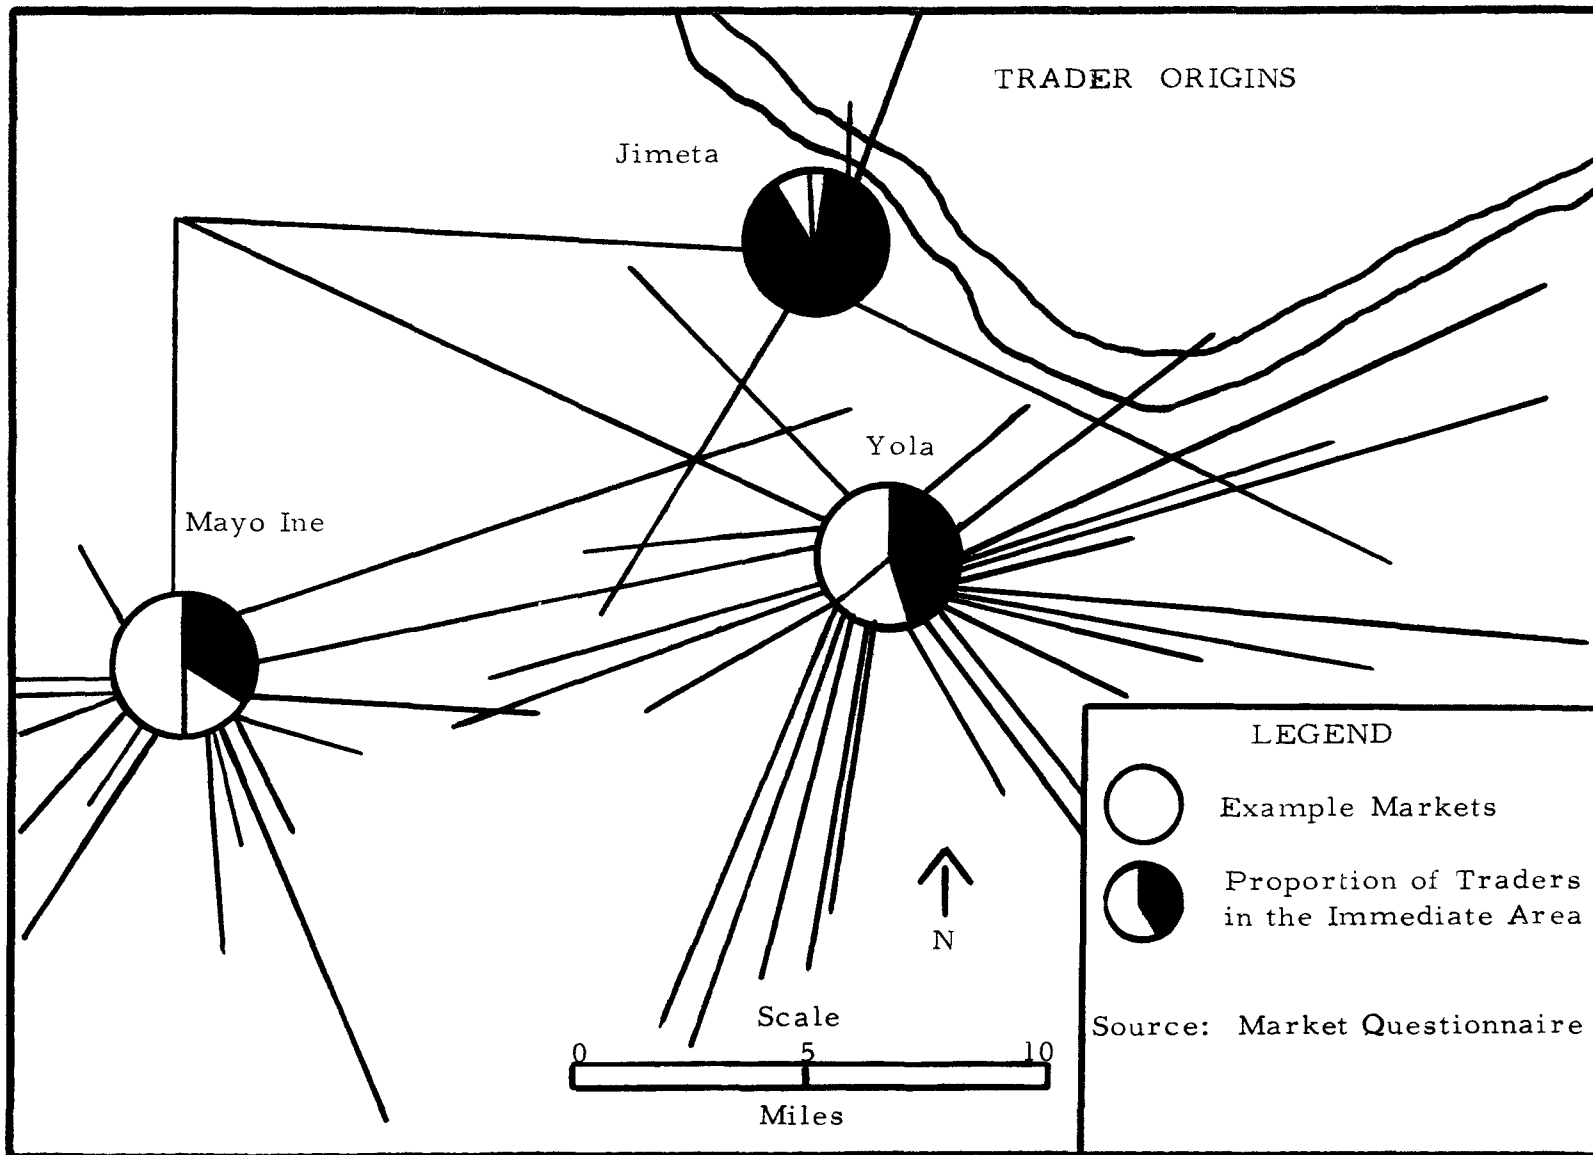 TRADER ORIGINS
Jimeta
Yola
Mayo Ine
LEGEND
Example Markets
Proportion of Traders
in the Immediate Area
N
Scale
0 5 10
Miles
Source: Market Questionnaire